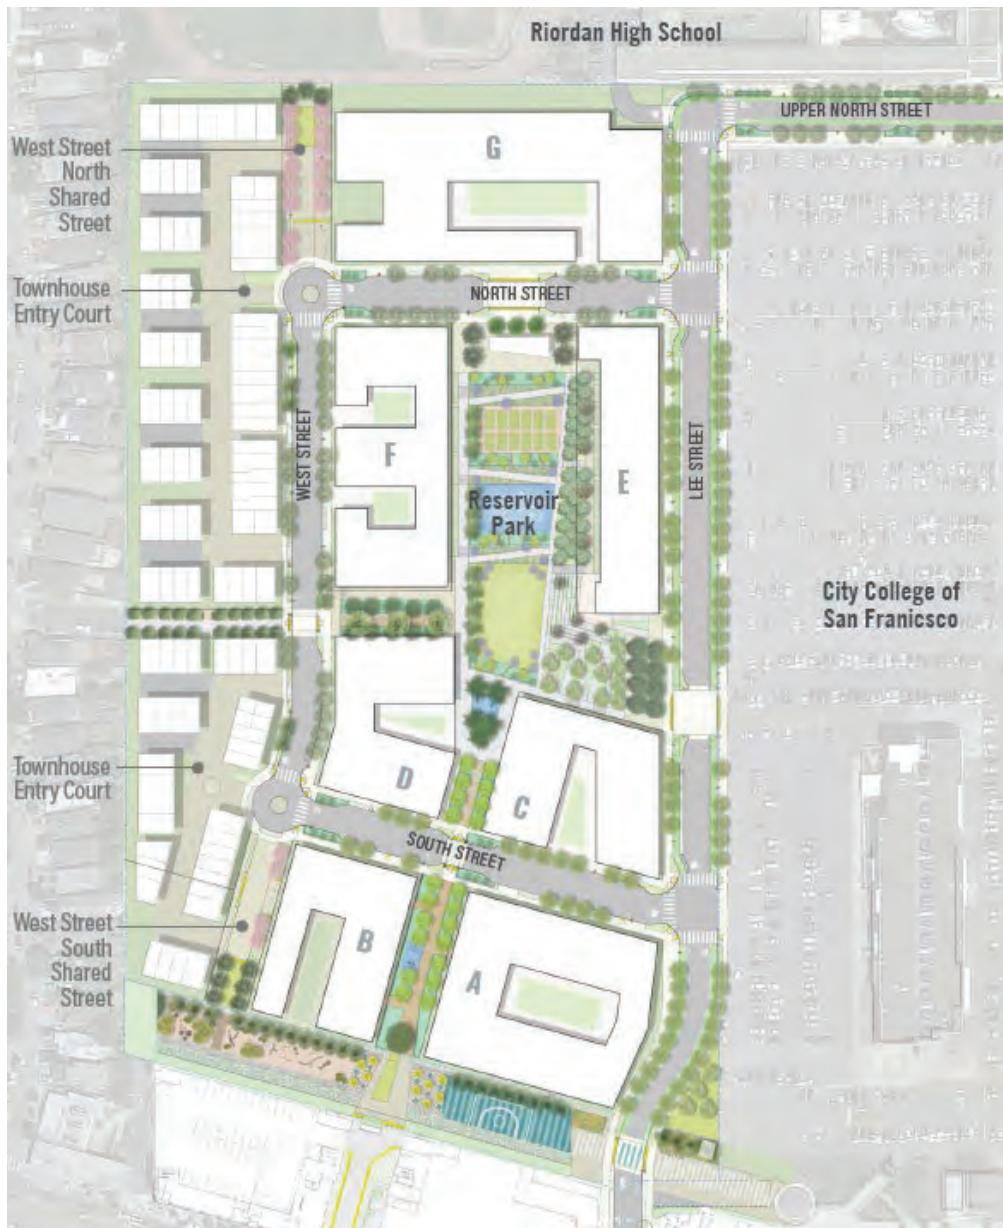 Riordan High School
UPPER NORTH STREET
West Street
North
Shared
Street
G
Townhouse
Entry Court
NORTH STREET
WEST STREET
F
Reservoir
Park
E
LEE STREET
City College of
San Franicsco
Townhouse
Entry Court
D
C
SOUTH STREET
West Street
South
Shared
Street
B
A